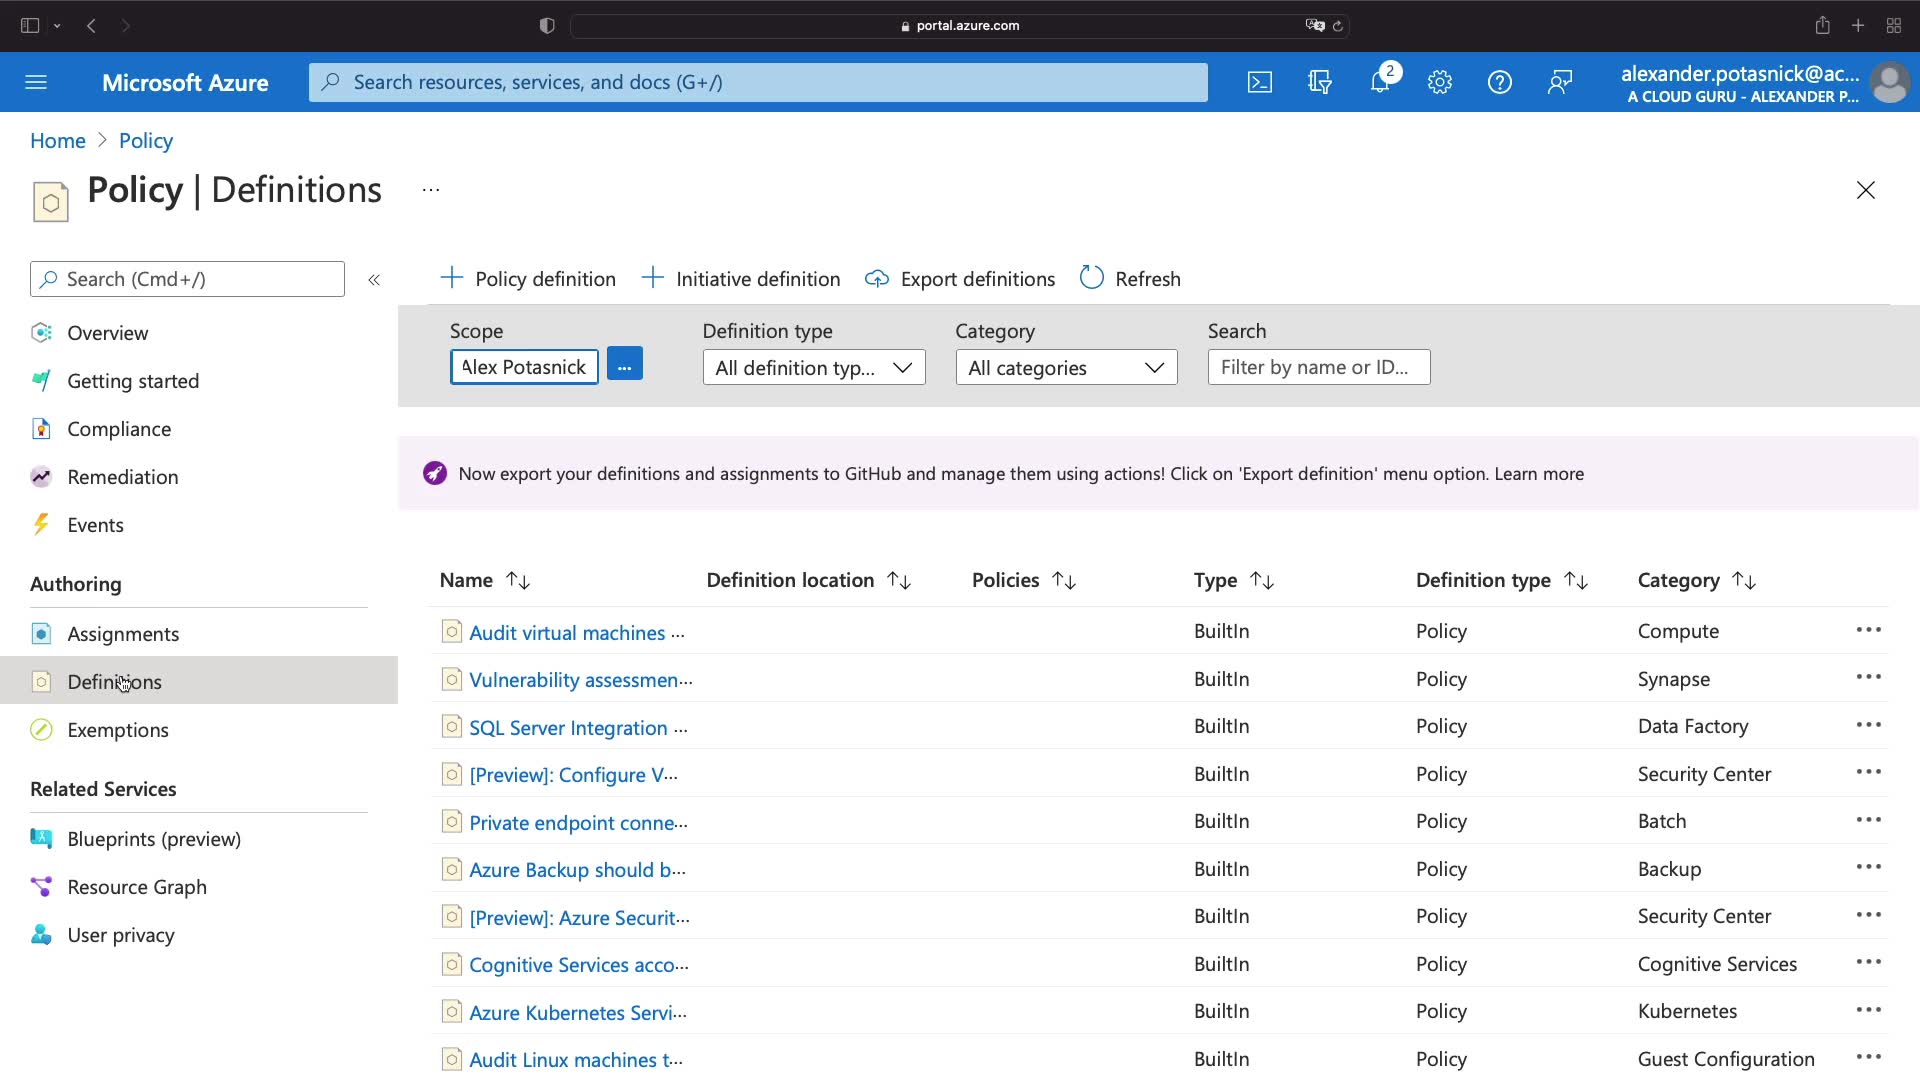 portal.azure.com
Microsoft Azure
Search resources, services, and docs (G+/)
2
alexander.potasnick@ac...
A CLOUD GURU - ALEXANDER P...
Home > Policy
Policy | Definitions ...
Search (Cmd+/)
«
Overview
Getting started
Compliance
Remediation
Events
Authoring
Assignments
Definitions
Exemptions
Related Services
Blueprints (preview)
Resource Graph
User privacy
+ Policy definition + Initiative definition Export definitions Refresh
Scope Definition type Category Search
Alex Potasnick ... All definition typ... All categories Filter by name or ID...
Now export your definitions and assignments to GitHub and manage them using actions! Click on 'Export definition' menu option. Learn more
Name ↑↓ Definition location ↑↓ Policies ↑↓ Type ↑↓ Definition type ↑↓ Category ↑↓
Audit virtual machines ... BuiltIn Policy Compute ...
Vulnerability assessmen... BuiltIn Policy Synapse ...
SQL Server Integration ... BuiltIn Policy Data Factory ...
[Preview]: Configure V... BuiltIn Policy Security Center ...
Private endpoint conne... BuiltIn Policy Batch ...
Azure Backup should b... BuiltIn Policy Backup ...
[Preview]: Azure Securit... BuiltIn Policy Security Center ...
Cognitive Services acco... BuiltIn Policy Cognitive Services ...
Azure Kubernetes Servi... BuiltIn Policy Kubernetes ...
Audit Linux machines t... BuiltIn Policy Guest Configuration ...